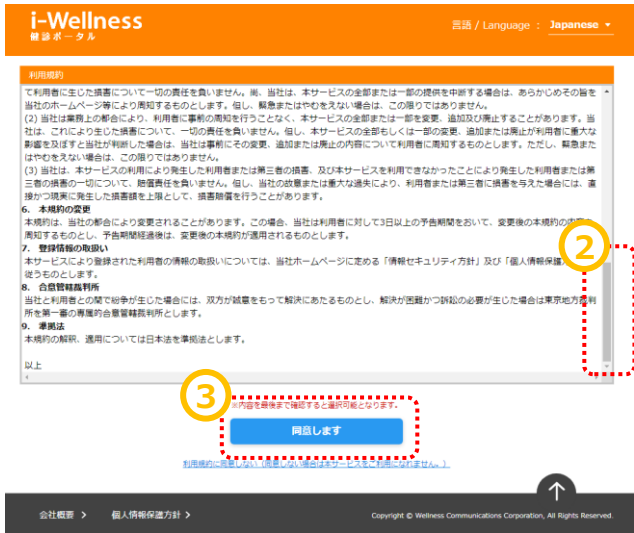 i-Wellness
健診ポータル
言語 / Language : Japanese
利用規約
て利用者に生じた損害について一切の責任を負いません。尚、当社は、本サービスの全部または一部の提供を中断する場合は、あらかじめその旨を
当社のホームページ等により周知するものとします。但し、緊急またはやむをえない場合は、この限りではありません。
(2) 当社は業務上の都合により、利用者に事前の周知を行うことなく、本サービスの全部または一部を変更、追加及び廃止することがあります。当
社は、これにより生じた損害について、一切の責任を負いません。但し、本サービスの全部もしくは一部の変更、追加または廃止が利用者に重大な
影響を及ぼすと当社が判断した場合は、当社は事前にその変更、追加または廃止の内容について利用者に周知するものとします。ただし、緊急また
はやむをえない場合は、この限りではありません。
(3) 当社は、本サービスの利用により発生した利用者または第三者の損害、及び本サービスを利用できなかったことにより発生した利用者または第
三者の損害の一切について、賠償責任を負いません。但し、当社の故意または重大な過失により、利用者または第三者に損害を与えた場合には、直
接かつ現実に発生した損害額を上限として、損害賠償を行うことがあります。
6. 本規約の変更
本規約は、当社の都合により変更されることがあります。この場合、当社は利用者に対して3日以上の予告期間をおいて、変更後の本規約の内容を
周知するものとし、予告期間経過後は、変更後の本規約が適用されるものとします。
7. 登録情報の取扱い
本サービスにより登録された利用者の情報の取扱いについては、当社ホームページに定める「情報セキュリティ方針」及び「個人情報保護方
従うものとします。
8. 合意管轄裁判所
当社と利用者との間で紛争が生じた場合には、双方が誠意をもって解決にあたるものとし、解決が困難かつ訴訟の必要が生じた場合は東京地方裁判
所を第一審の専属的合意管轄裁判所とします。
9. 準拠法
本規約の解釈、適用については日本法を準拠法とします。
以上
②
③
※内容を最後まで確認すると選択可能となります。
同意します
利用規約に同意しない（同意しない場合は本サービスをご利用になれません。）
会社概要
個人情報保護方針
Copyright © Wellness Communications Corporation, All Rights Reserved.